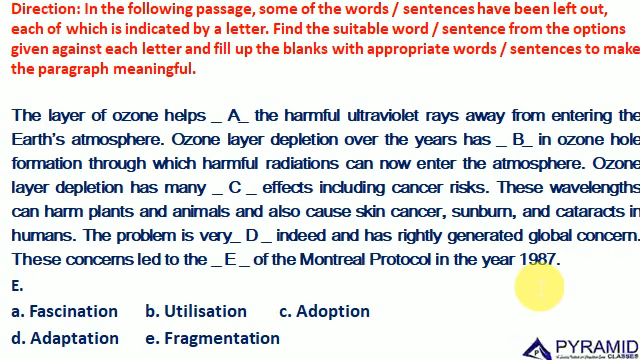 Direction: In the following passage, some of the words / sentences have been left out,
each of which is indicated by a letter. Find the suitable word / sentence from the options
given against each letter and fill up the blanks with appropriate words / sentences to make
the paragraph meaningful.
The layer of ozone helps _ A_ the harmful ultraviolet rays away from entering the
Earth's atmosphere. Ozone layer depletion over the years has _ B_ in ozone hole
formation through which harmful radiations can now enter the atmosphere. Ozone
layer depletion has many _ C _ effects including cancer risks. These wavelengths
can harm plants and animals and also cause skin cancer, sunburn, and cataracts in
humans. The problem is very_ D _ indeed and has rightly generated global concern.
These concerns led to the _ E _ of the Montreal Protocol in the year 1987.
E.
a. Fascination b. Utilisation c. Adoption
d. Adaptation e. Fragmentation
PYRAMID
CLASSES